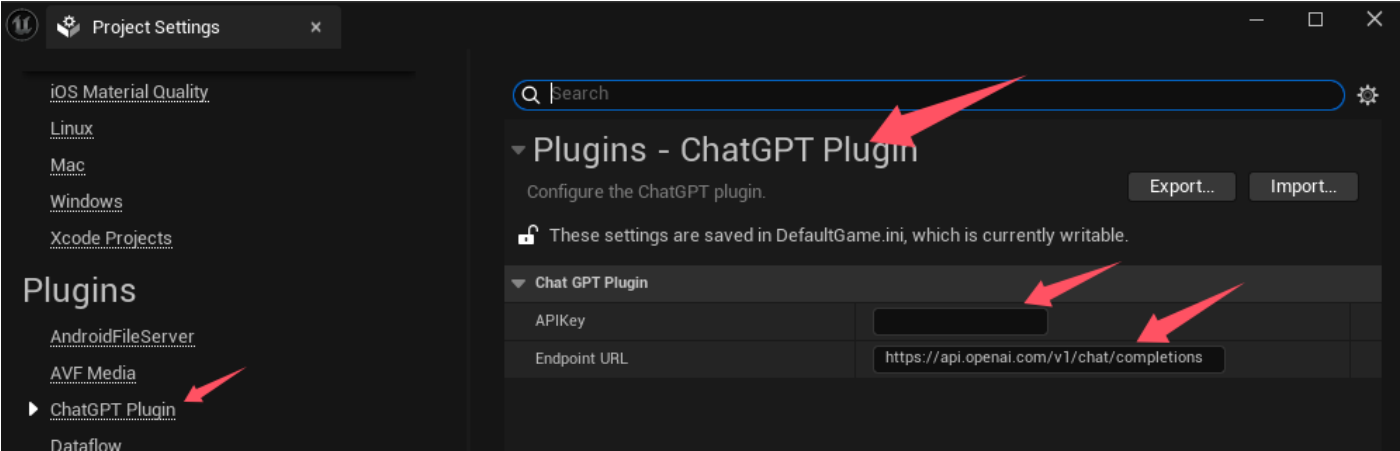 Project Settings
iOS Material Quality
Linux
Mac
Windows
Xcode Projects
Plugins
AndroidFileServer
AVF Media
ChatGPT Plugin
Dataflow
Search
Plugins - ChatGPT Plugin
Configure the ChatGPT plugin.
Export...
Import...
These settings are saved in DefaultGame.ini, which is currently writable.
Chat GPT Plugin
APIKey
Endpoint URL
https://api.openai.com/v1/chat/completions